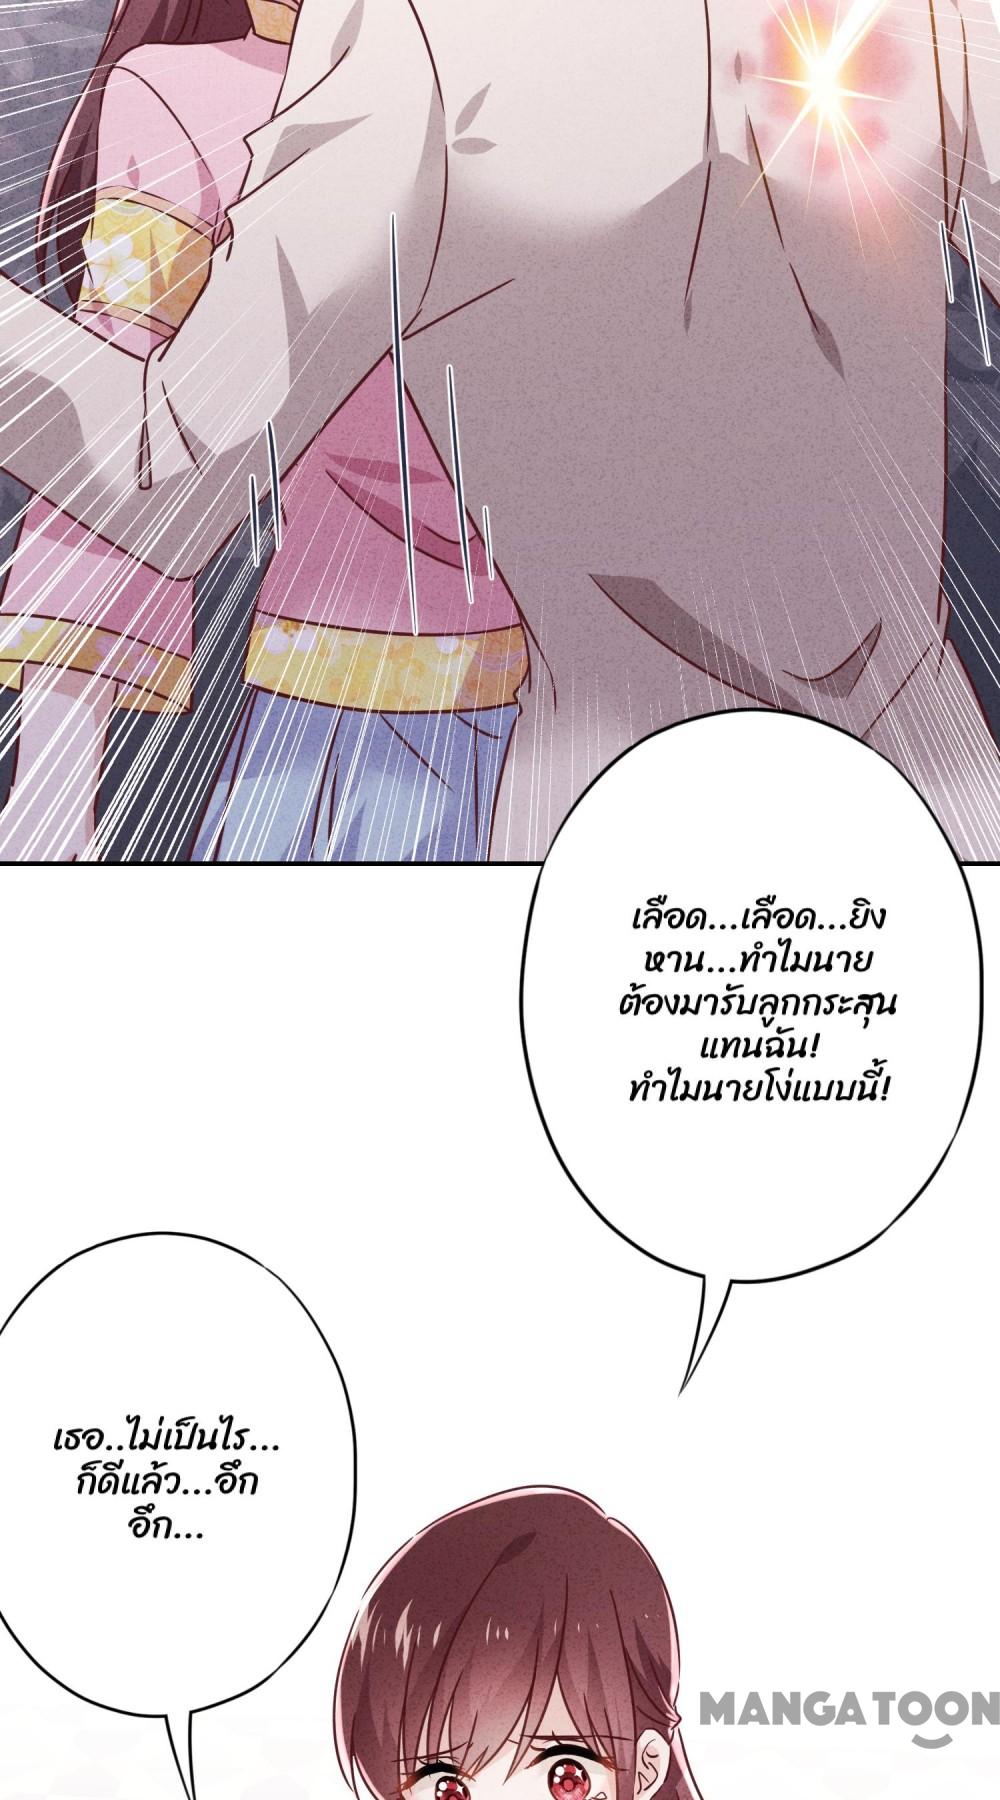 เลือด...เลือด...ยิง
หาน...ทำไมนาย
ต้องมารับลูกกระสุน
แทนฉัน!
ทำไมนายโง่แบบนี้!
เธอ..ไม่เป็นไร...
ก็ดีแล้ว...อึก
อึก...
MANGATOON